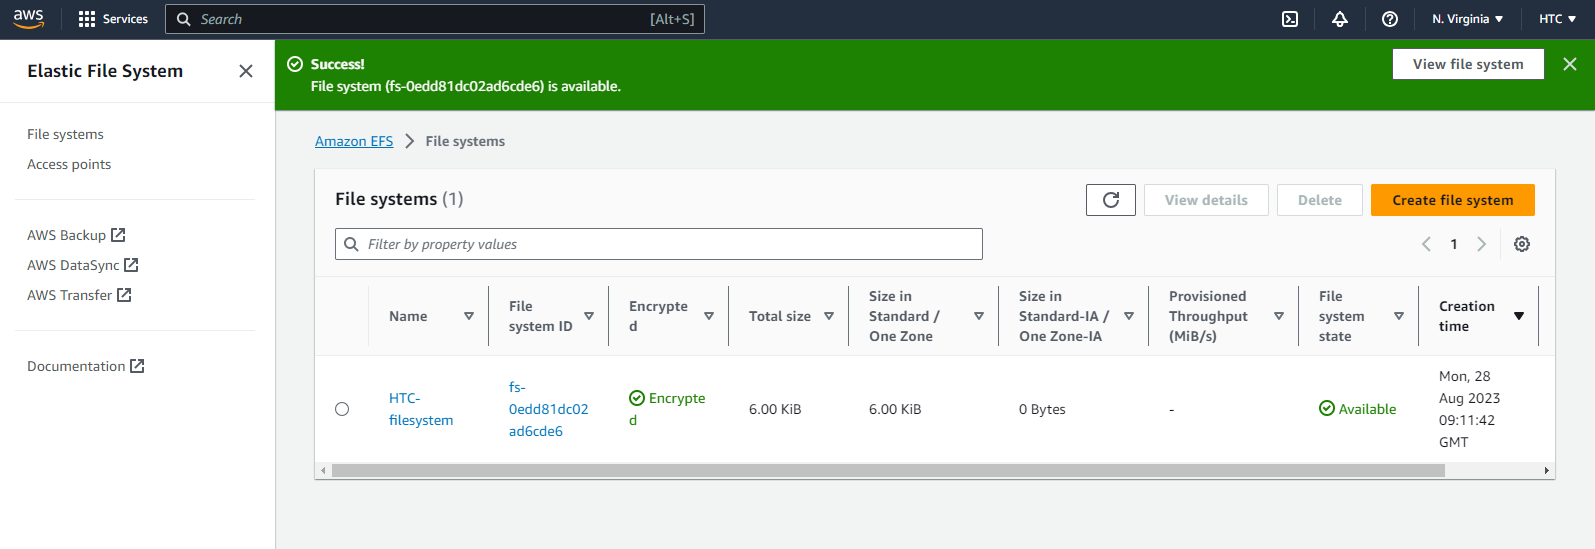 aws
Services
Search
[Alt+S]
N. Virginia
HTC
Elastic File System
File systems
Access points
AWS Backup
AWS DataSync
AWS Transfer
Documentation
Success!
File system (fs-0edd81dc02ad6cde6) is available.
View file system
Amazon EFS
File systems
File systems (1)
View details
Delete
Create file system
Filter by property values
1
Name
File
system ID
Encrypte
d
Total size
Size in
Standard /
One Zone
Size in
Standard-IA /
One Zone-IA
Provisioned
Throughput
(MiB/s)
File
system
state
Creation
time
HTC-
filesystem
fs-
0edd81dc02
ad6cde6
Encrypte
d
6.00 KiB
6.00 KiB
0 Bytes
-
Available
Mon, 28
Aug 2023
09:11:42
GMT